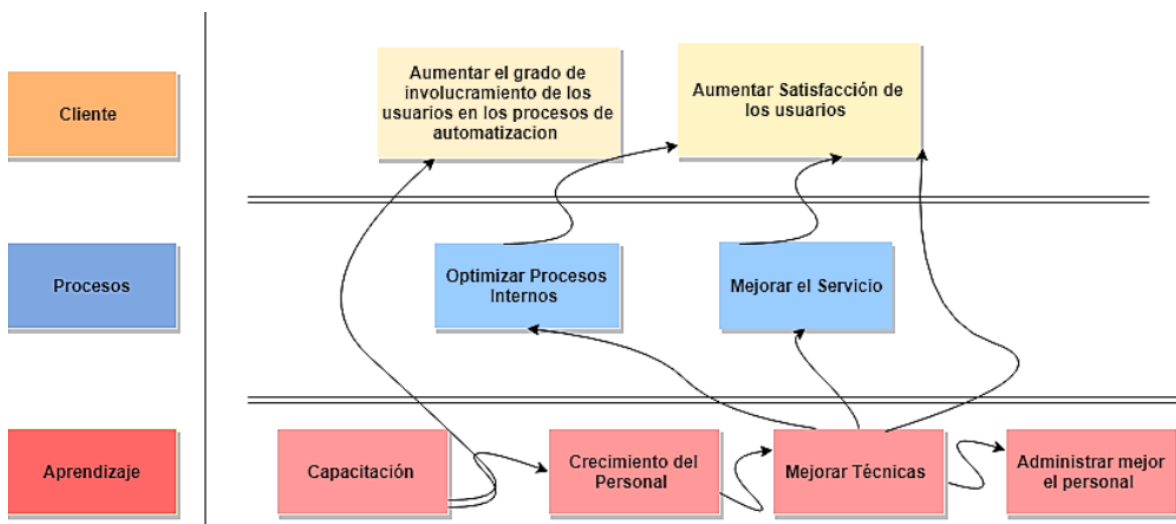 Cliente
Aumentar el grado de
involucramiento de los
usuarios en los procesos de
automatizacion
Aumentar Satisfacción de
los usuarios
Procesos
Optimizar Procesos
Internos
Mejorar el Servicio
Aprendizaje
Capacitación
Crecimiento del
Personal
Mejorar Técnicas
Administrar mejor
el personal